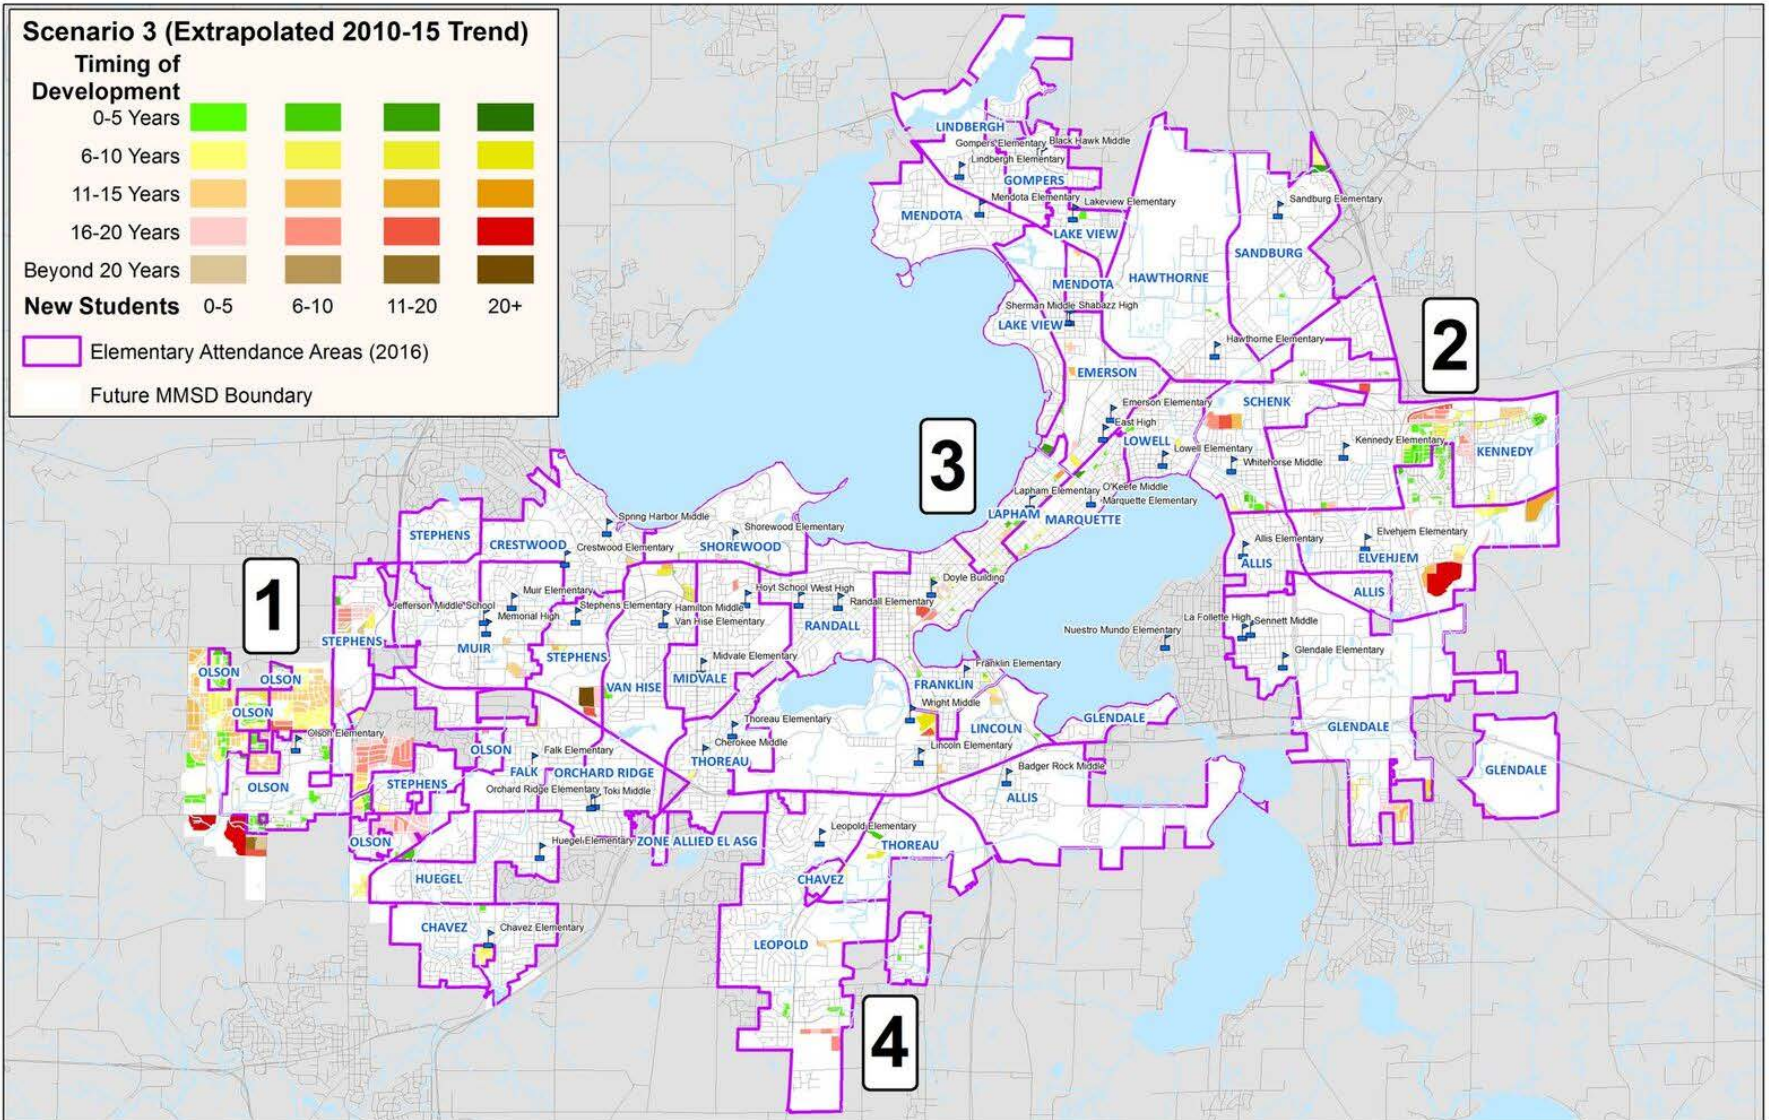 Scenario 3 (Extrapolated 2010-15 Trend)
Timing of
Development
0-5 Years
6-10 Years
11-15 Years
16-20 Years
Beyond 20 Years
New Students 0-5 6-10 11-20 20+
Elementary Attendance Areas (2016)
Future MMSD Boundary
LINDBERGH
Black Hawk Middle
Gompers Elementary
Lindbergh Elementary
GOMPERS
Mendota Elementary
Lakeview Elementary
Sandburg Elementary
MENDOTA
LAKE VIEW
SANDBURG
HAWTHORNE
MENDOTA
Sherman Middle Shabazz High
LAKE VIEW
Hawthorne Elementary
2
EMERSON
Emerson Elementary
SCHENK
East High
LOWELL
Lowell Elementary
Kennedy Elementary
KENNEDY
Whitehorse Middle
3
Lapham Elementary
O'Keefe Middle
Marquette Elementary
LAPHAM
MARQUETTE
Spring Harbor Middle
Shorewood Elementary
STEPHENS
CRESTWOOD
Crestwood Elementary
SHOREWOOD
Elvehjem Elementary
Allis Elementary
ELVEHJEM
ALLIS
ALLIS
1
Doyle Building
Muir Elementary
Hoyt School
West High
Jefferson Middle School
Stephens Elementary
Hamilton Middle
Randall Elementary
Memorial High
Van Hise Elementary
RANDALL
La Follette High
Sennett Middle
Nuestro Mundo Elementary
STEPHENS
MUIR
STEPHENS
Midvale Elementary
Glendale Elementary
Franklin Elementary
OLSON
OLSON
VAN HISE
MIDVALE
FRANKLIN
Wright Middle
OLSON
Thoreau Elementary
LINCOLN
GLENDALE
GLENDALE
Olson Elementary
Cherokee Middle
Lincoln Elementary
OLSON
Falk Elementary
THOREAU
FALK
ORCHARD RIDGE
Badger Rock Middle
GLENDALE
OLSON
STEPHENS
Orchard Ridge Elementary
Toki Middle
ALLIS
Leopold Elementary
OLSON
Huegel Elementary
ZONE ALLIED EL ASG
THOREAU
HUEGEL
CHAVEZ
CHAVEZ
Chavez Elementary
LEOPOLD
4